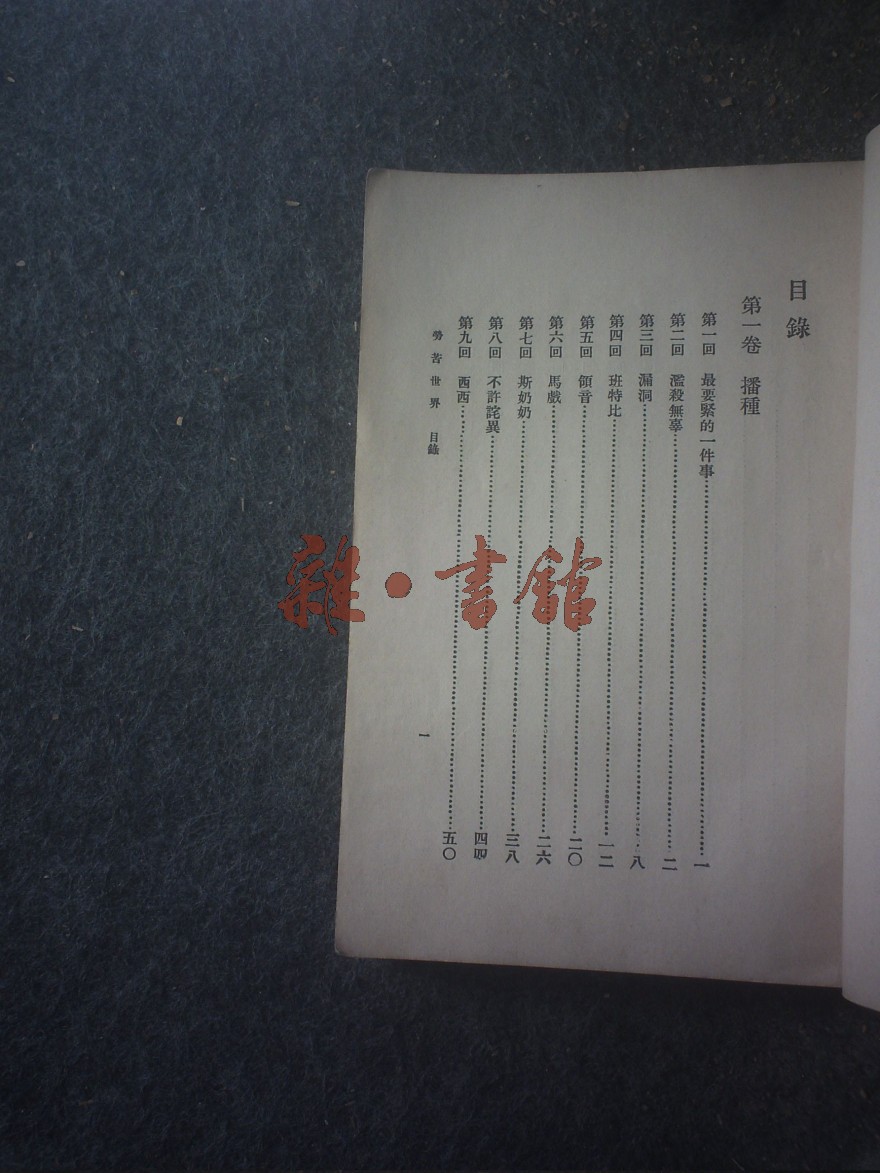 目錄
第一卷 播種
第一回 最要緊的一件事……一
第二回 濫殺無辜……二
第三回 漏洞……八
第四回 班特比……一二
第五回 領音……二〇
第六回 馬戲……二六
第七回 斯奶奶……三八
第八回 不許詫異……四四
第九回 西西……五〇
勞苦世界 目錄
一
雜·書館